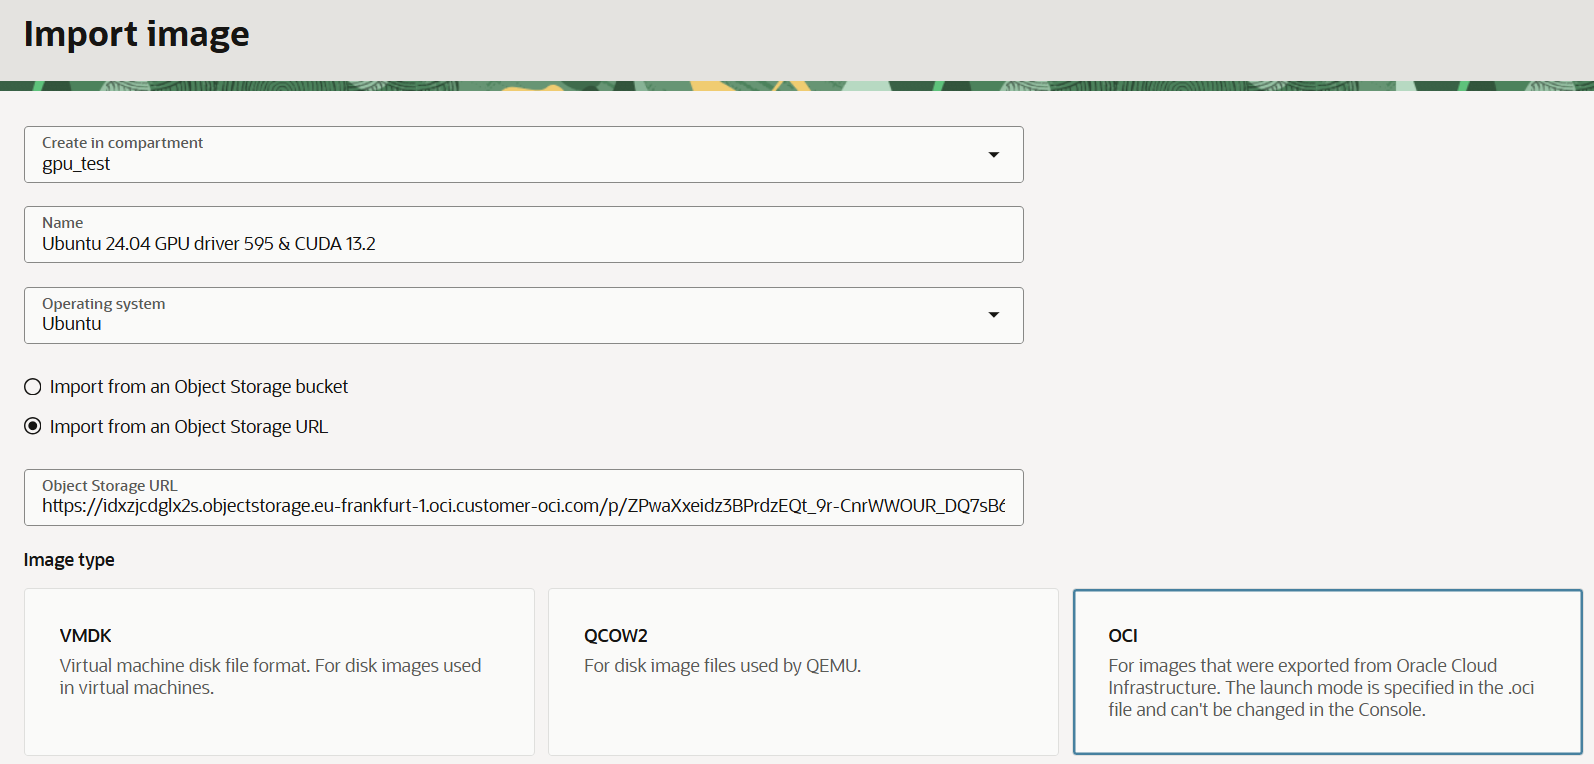 Import image
Create in compartment
gpu_test
Name
Ubuntu 24.04 GPU driver 595 & CUDA 13.2
Operating system
Ubuntu
Import from an Object Storage bucket
Import from an Object Storage URL
Object Storage URL
https://idxzjcdglx2s.objectstorage.eu-frankfurt-1.oci.customer-oci.com/p/ZPwaXxeidz3BPrdzEQt_9r-CnrWWOUR_DQ7sB6
Image type
VMDK
Virtual machine disk file format. For disk images used
in virtual machines.
QCOW2
For disk image files used by QEMU.
OCI
For images that were exported from Oracle Cloud
Infrastructure. The launch mode is specified in the .oci
file and can't be changed in the Console.